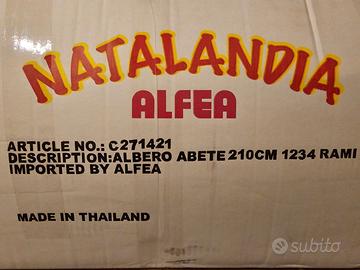 NATALANDIA
ALFEA
ARTICLE NO.: C271421
DESCRIPTION:ALBERO ABETE 210CM 1234 RAMI
IMPORTED BY ALFEA
MADE IN THAILAND
subito